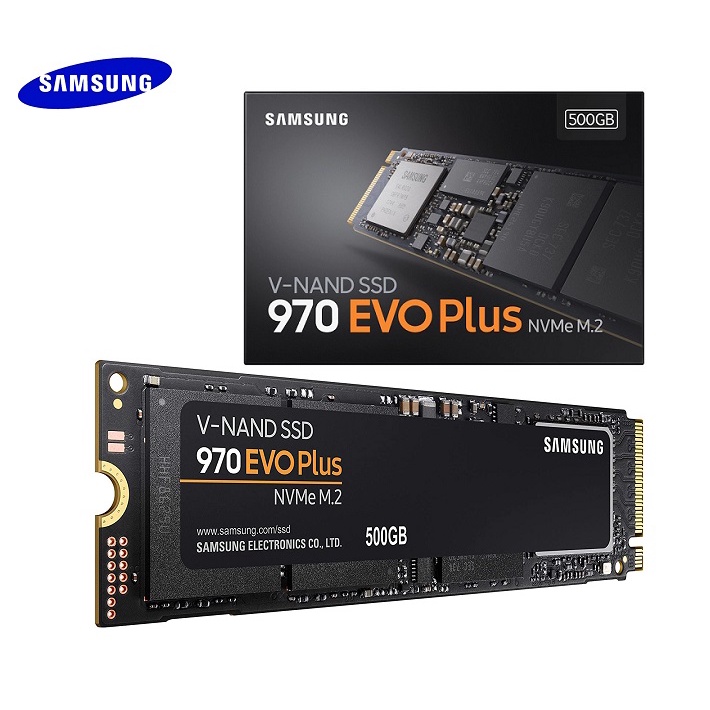 SAMSUNG
SAMSUNG
500GB
SAMSUNG
V-NAND SSD
970 EVO Plus NVMe M.2
V-NAND SSD
970 EVO Plus
NVMe M.2
SAMSUNG
www.samsung.com/ssd
SAMSUNG ELECTRONICS CO., LTD.
500GB